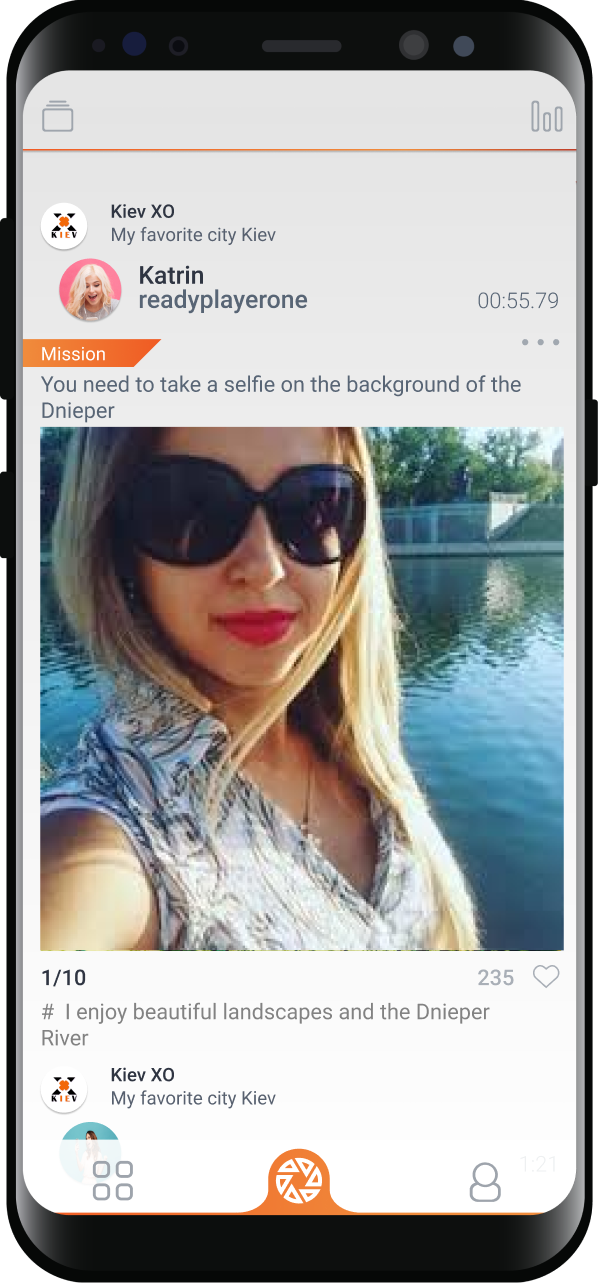 Kiev XO
My favorite city Kiev
KIEV
Katrin
readyplayerone
00:55.79
Mission
You need to take a selfie on the background of the
Dnieper
1/10
235
# I enjoy beautiful landscapes and the Dnieper
River
Kiev XO
My favorite city Kiev
KIEV
1:21